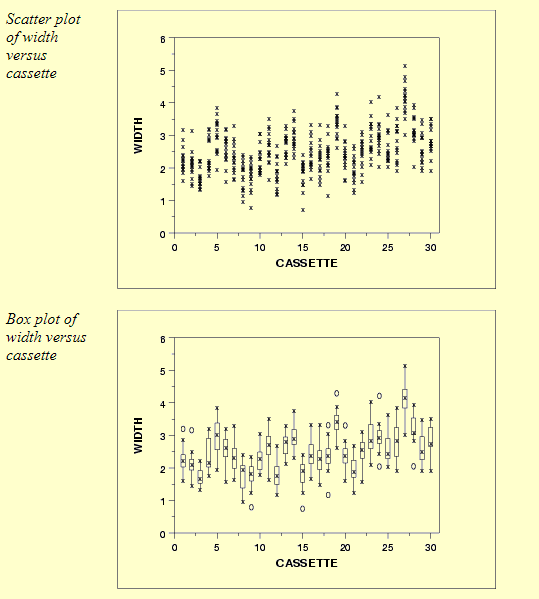 Scatter plot
of width
versus
cassette
6
5
4
3
2
1
0
WIDTH
0 5 10 15 20 25 30
CASSETTE
Box plot of
width versus
cassette
6
5
4
3
2
1
0
WIDTH
0 5 10 15 20 25 30
CASSETTE